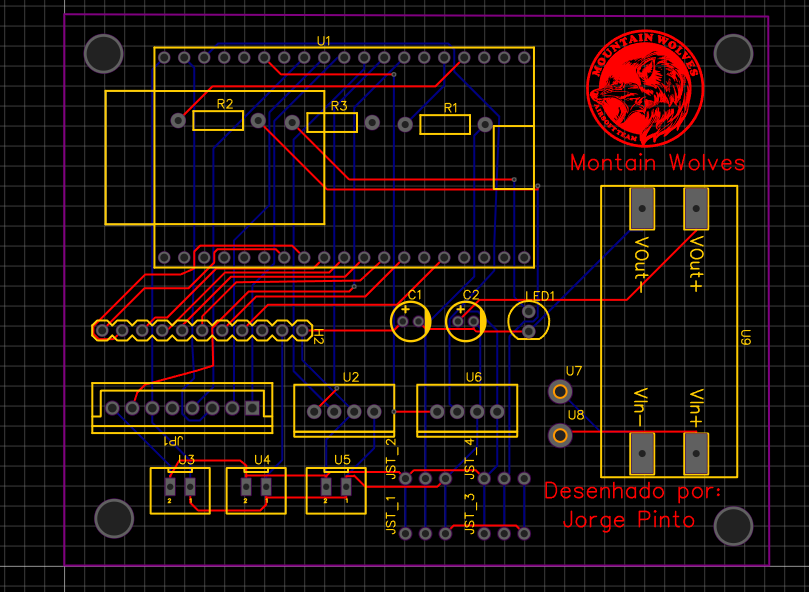 U1
R2
R3
R1
MOUNTAIN WOLVES
Montain Wolves
VOut-
VOut+
C1
C2
LED1
+
+
H2
U9
U7
U2
U6
U8
Vin-
Vin+
JP1
JST_2
JST_4
U3
U4
U5
2
1
2
1
2
1
JST_1
JST_3
Desenhado por:
Jorge Pinto